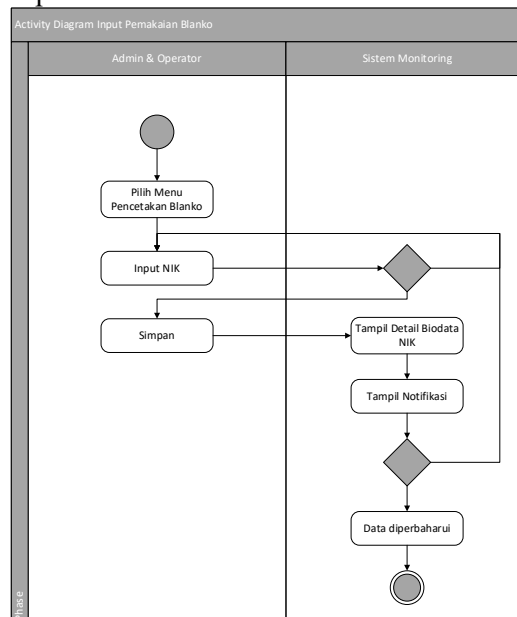 Activity Diagram Input Pemakaian Blanko
Admin & Operator
Sistem Monitoring
Pilih Menu
Pencetakan Blanko
Input NIK
Simpan
Tampil Detail Biodata
NIK
Tampil Notifikasi
Data diperbaharui
Phase